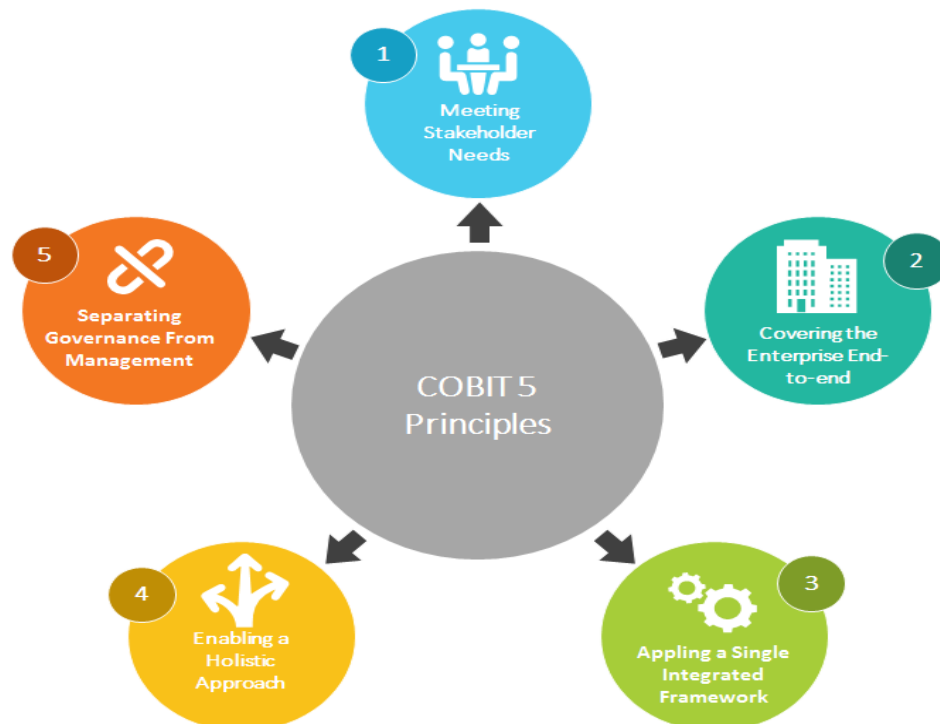 COBIT 5
Principles
1
Meeting
Stakeholder
Needs
2
Covering the
Enterprise End-
to-end
3
Appling a Single
Integrated
Framework
4
Enabling a
Holistic
Approach
5
Separating
Governance From
Management